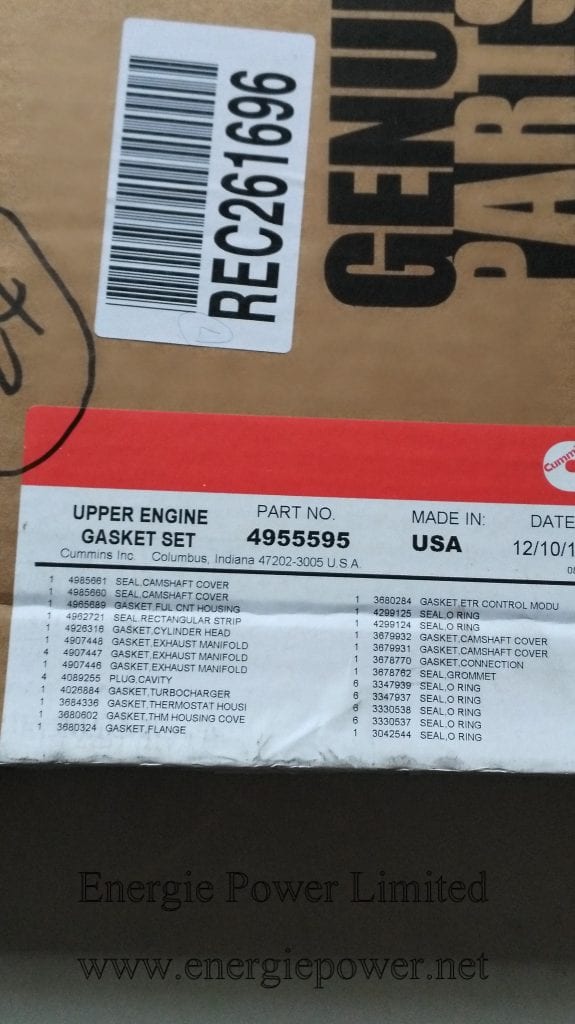 REC261696
GENU
PARTS
Cummi
UPPER ENGINE
GASKET SET
PART NO.
4955595
MADE IN:
USA
DATE
12/10/1
Cummins Inc. Columbus, Indiana 47202-3005 U.S.A.
1 4985661 SEAL,CAMSHAFT COVER
1 4985660 SEAL,CAMSHAFT COVER
1 4965689 GASKET,FUL CNT HOUSING
1 4962721 SEAL,RECTANGULAR STRIP
1 4926316 GASKET,CYLINDER HEAD
1 4907448 GASKET,EXHAUST MANIFOLD
4 4907447 GASKET,EXHAUST MANIFOLD
1 4907446 GASKET,EXHAUST MANIFOLD
4 4089255 PLUG,CAVITY
1 4026884 GASKET,TURBOCHARGER
1 3684336 GASKET,THERMOSTAT HOUSI
1 3680602 GASKET,THM HOUSING COVE
1 3680324 GASKET,FLANGE
1 3680284 GASKET,ETR CONTROL MODU
1 4299125 SEAL,O RING
1 4299124 SEAL,O RING
1 3679932 GASKET,CAMSHAFT COVER
1 3679931 GASKET,CAMSHAFT COVER
1 3678770 GASKET,CONNECTION
1 3678762 SEAL,GROMMET
6 3347939 SEAL,O RING
6 3347937 SEAL,O RING
6 3330538 SEAL,O RING
6 3330537 SEAL,O RING
1 3042544 SEAL,O RING
Energie Power Limited
www.energiepower.net